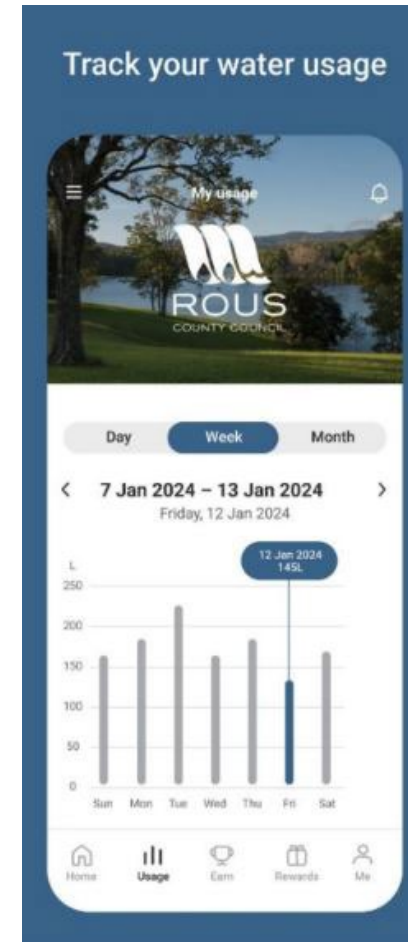 Track your water usage
My usage
ROUS
COUNTY COUNCIL
Day Week Month
< 7 Jan 2024 – 13 Jan 2024 >
Friday, 12 Jan 2024
12 Jan 2024
145L
L
250
200
150
100
50
0
Sun Mon Tue Wed Thu Fri Sat
Home Usage Earn Rewards Me